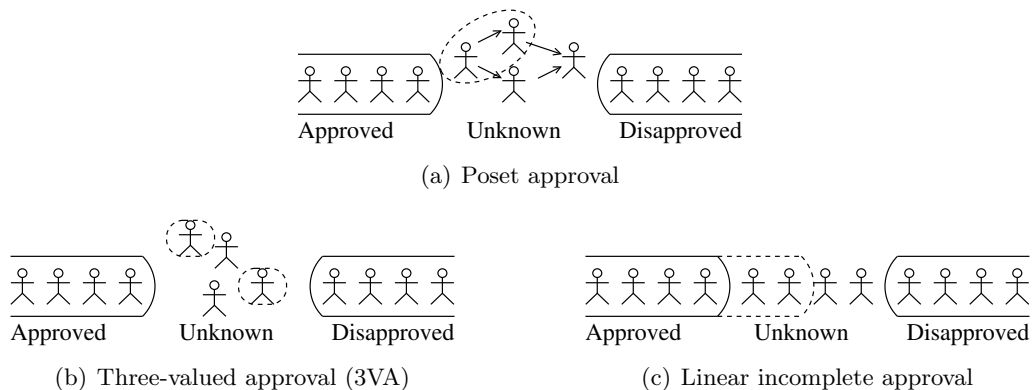 Approved Unknown Disapproved
(a) Poset approval
Approved Unknown Disapproved
(b) Three-valued approval (3VA)
Approved Unknown Disapproved
(c) Linear incomplete approval